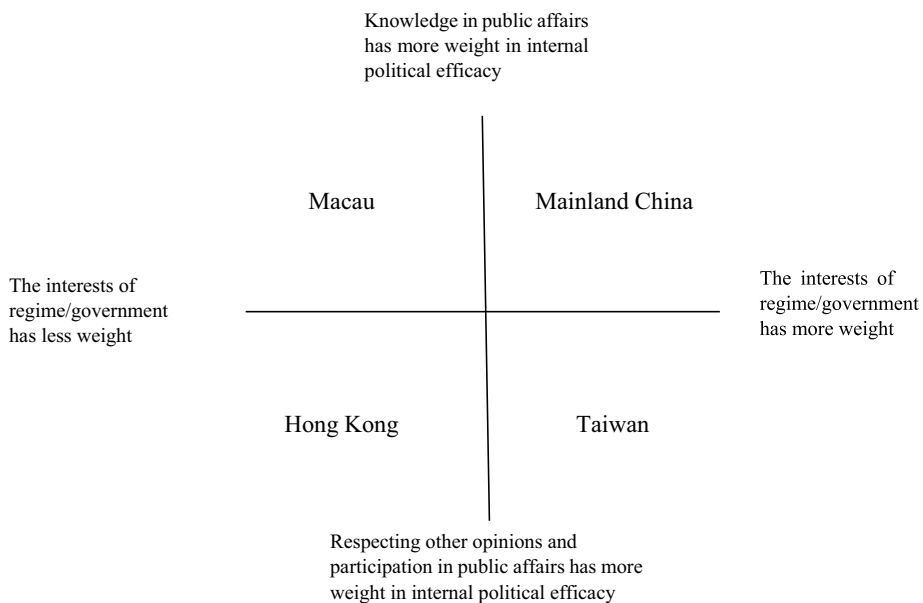 Knowledge in public affairs
has more weight in internal
political efficacy
Macau
Mainland China
The interests of
regime/government
has less weight
The interests of
regime/government
has more weight
Hong Kong
Taiwan
Respecting other opinions and
participation in public affairs has more
weight in internal political efficacy